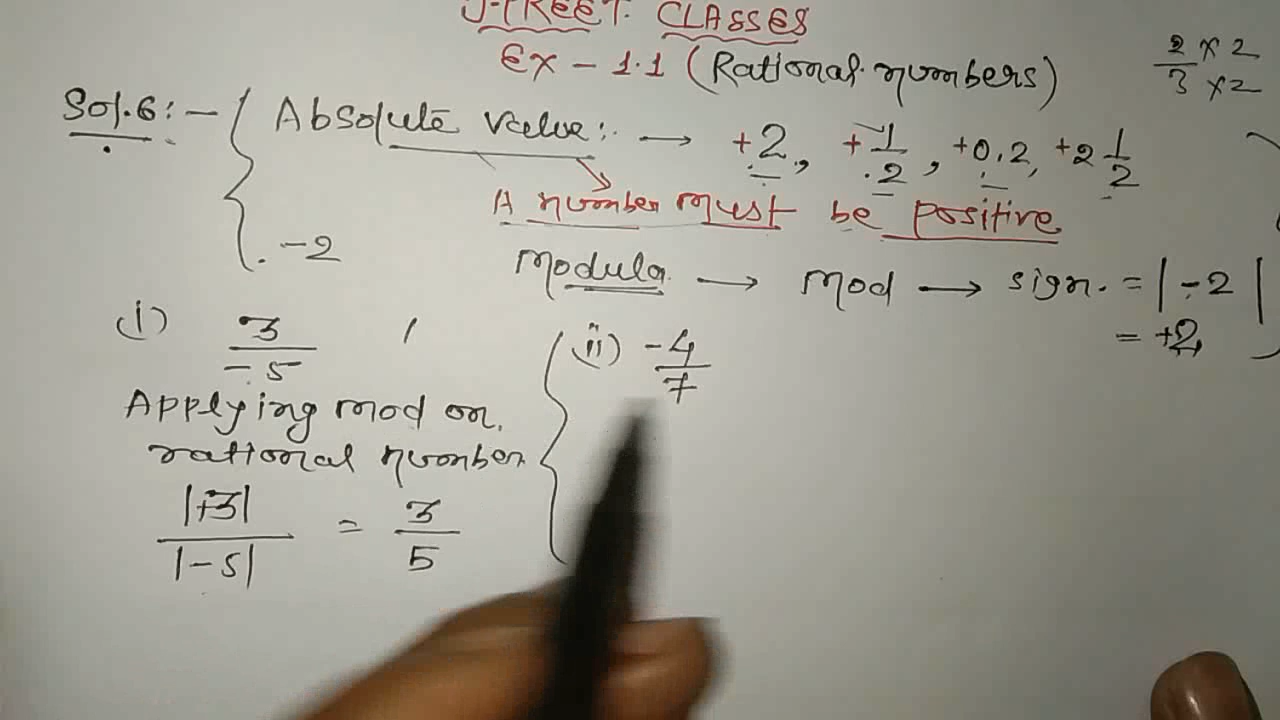 J-PREET CLASSES
Ex - 1.1 (Rational numbers)
2/3 × 2 × 2
Sol.6:- { Absolute value:. → +2, +1/2, +0.2, +2 1/2
A number must be positive
. -2
Modula → Mod → sign. = |-2|
= +2
(i) 3/-5
(ii) -4/7
Applying mod on
rational number
|+3|/|-5| = 3/5